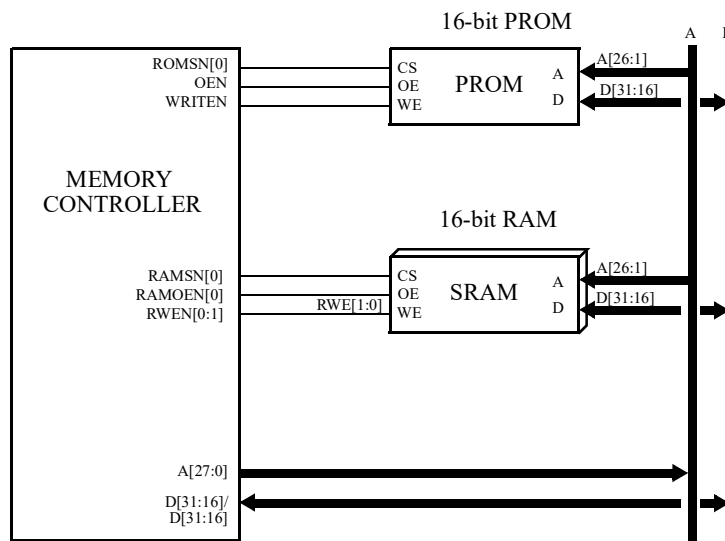 16-bit PROM
A
ROMSN[0]
OEN
WRITEN
CS
OE
WE
PROM
A
D
A[26:1]
D[31:16]
MEMORY
CONTROLLER
16-bit RAM
RAMSN[0]
RAMOEN[0]
RWEN[0:1]
RWE[1:0]
CS
OE
WE
SRAM
A
D
A[26:1]
D[31:16]
A[27:0]
D[31:16]/
D[31:16]